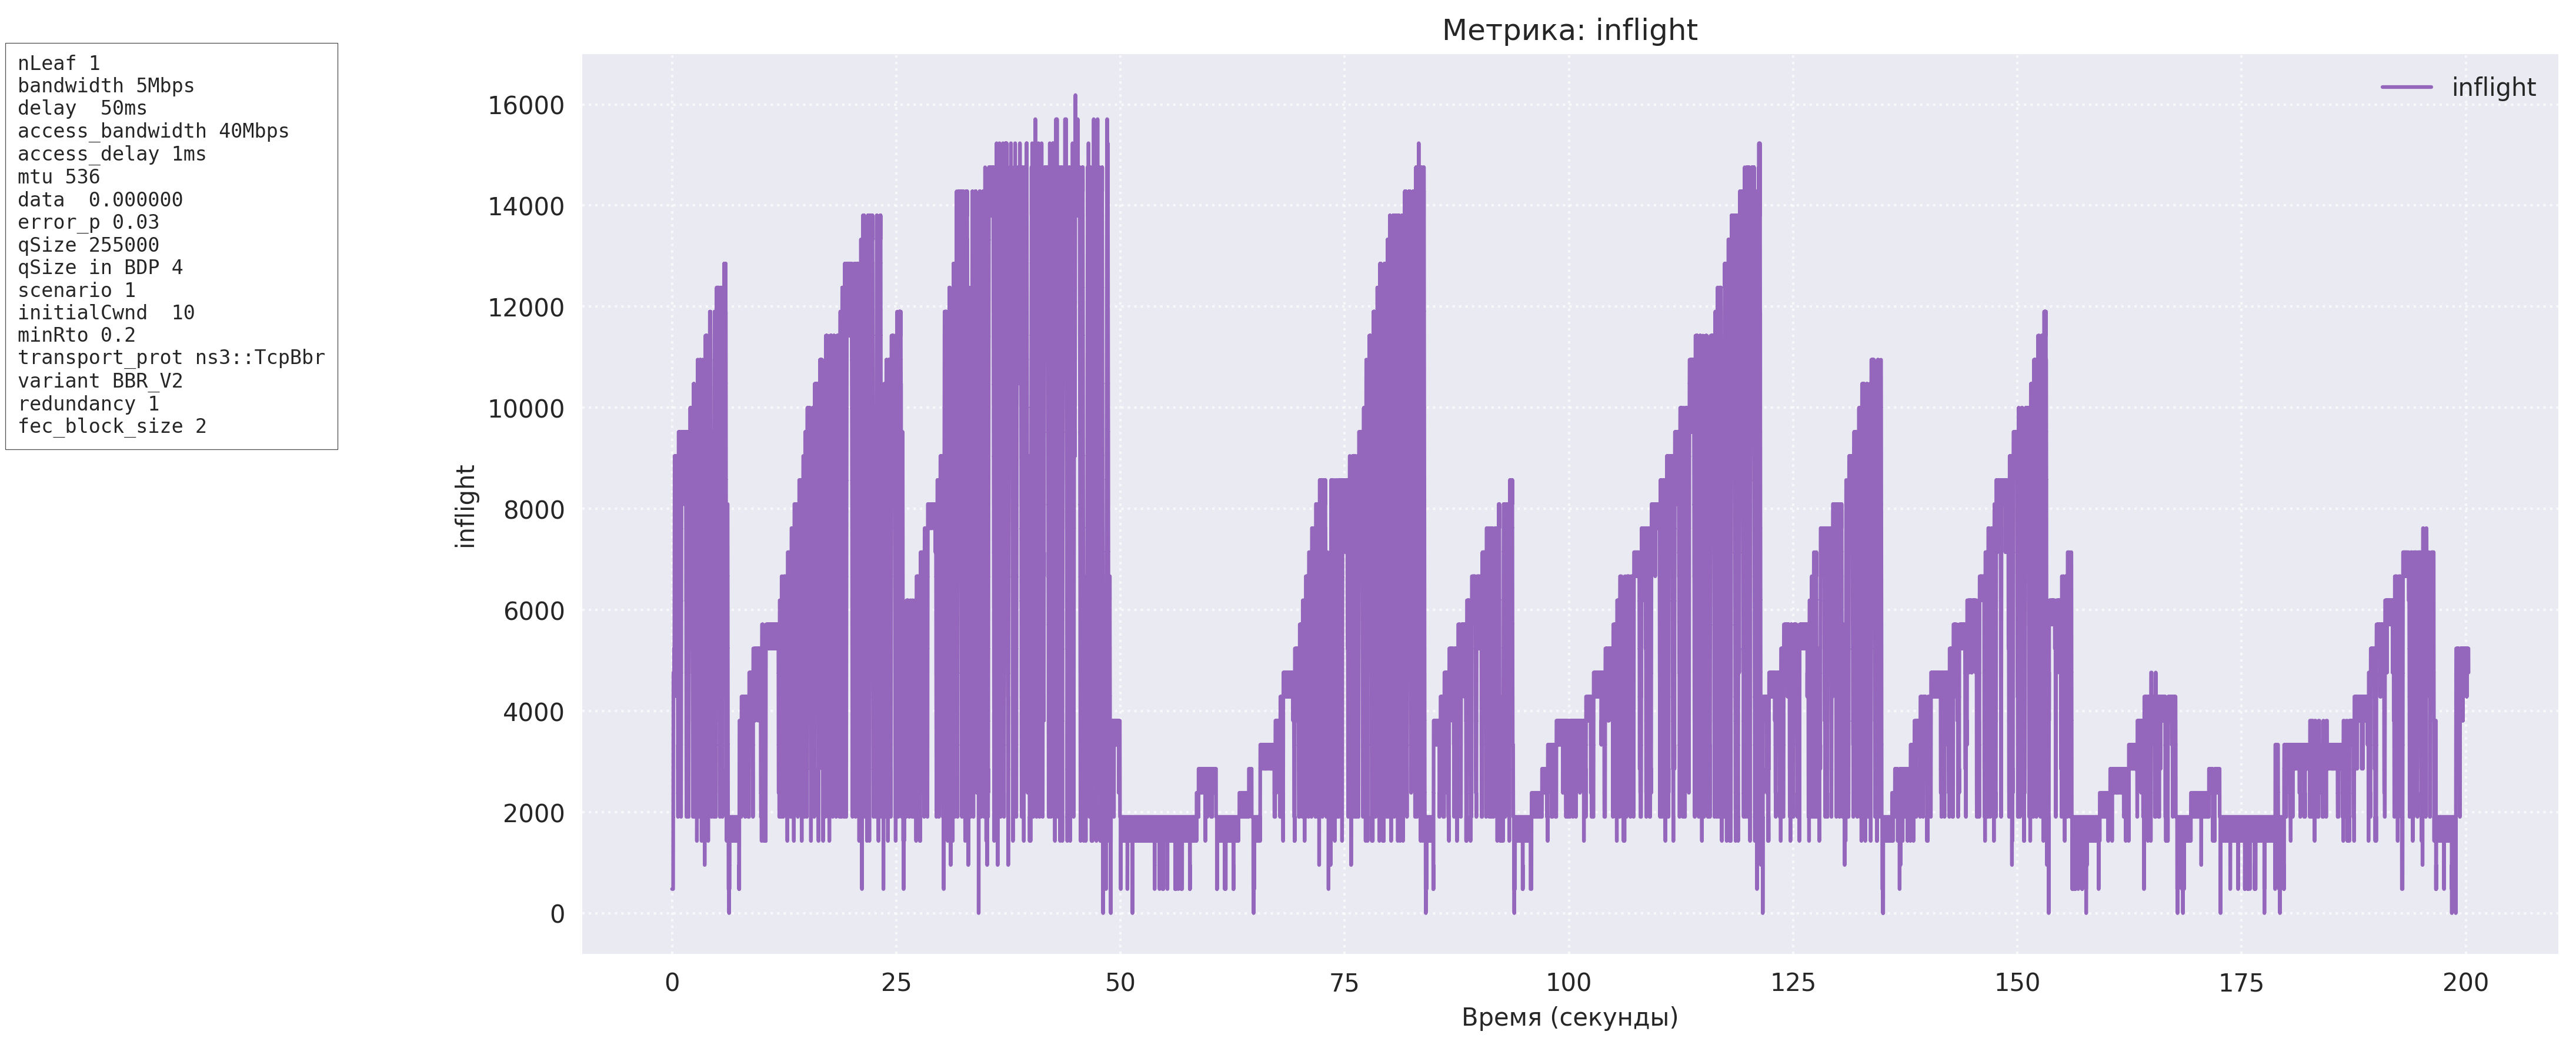 nLeaf 1
bandwidth 5Mbps
delay  50ms
access_bandwidth 40Mbps
access_delay 1ms
mtu 536
data  0.000000
error_p 0.03
qSize 255000
qSize in BDP 4
scenario 1
initialCwnd  10
minRto 0.2
transport_prot ns3::TcpBbr
variant BBR_V2
redundancy 1
fec_block_size 2
Метрика: inflight
inflight
inflight
16000
14000
12000
10000
8000
6000
4000
2000
0
0 25 50 75 100 125 150 175 200
Время (секунды)